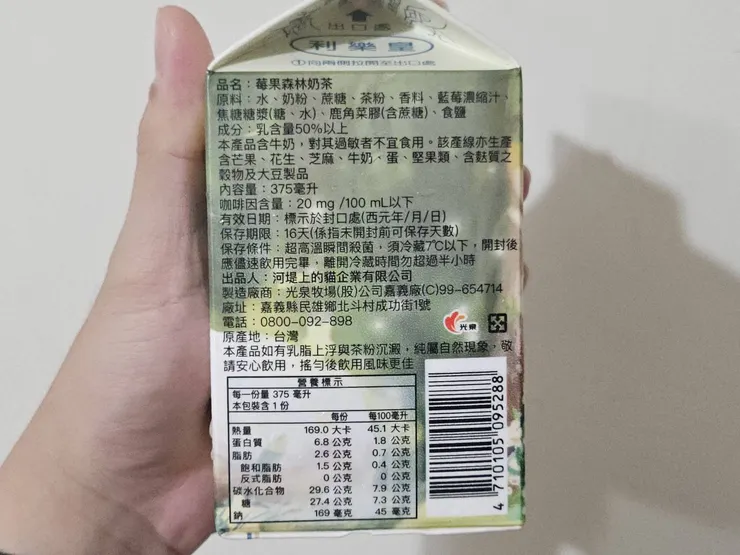 出口處
利樂皇
①向兩側拉開至出口處
品名：莓果森林奶茶
原料：水、奶粉、蔗糖、茶粉、香料、藍莓濃縮汁、
焦糖糖漿(糖、水)、鹿角菜膠(含蔗糖)、食鹽
成分：乳含量50%以上
本產品含牛奶，對其過敏者不宜食用。該產線亦生產
含芒果、花生、芝麻、牛奶、蛋、堅果類、含麩質之
穀物及大豆製品
內容量：375毫升
咖啡因含量：20 mg /100 mL以下
有效日期：標示於封口處(西元年/月/日)
保存期限：16天(係指未開封前可保存天數)
保存條件：超高溫瞬間殺菌，須冷藏7℃以下，開封後
應儘速飲用完畢，離開冷藏時間勿超過半小時
出品人：河堤上的貓企業有限公司
製造廠商：光泉牧場(股)公司嘉義廠(C)99-654714
廠址：嘉義縣民雄鄉北斗村成功街1號
電話：0800-092-898
光泉
原產地：台灣
本產品如有乳脂上浮與茶粉沉澱，純屬自然現象，敬
請安心飲用，搖勻後飲用風味更佳
營養標示
每一份量 375 毫升
本包裝含 1 份
每份 每100毫升
熱量 169.0 大卡 45.1 大卡
蛋白質 6.8 公克 1.8 公克
脂肪 2.6 公克 0.7 公克
飽和脂肪 1.5 公克 0.4 公克
反式脂肪 0 公克 0 公克
碳水化合物 29.6 公克 7.9 公克
糖 27.4 公克 7.3 公克
鈉 169 毫克 45 毫克
4 710105 095288